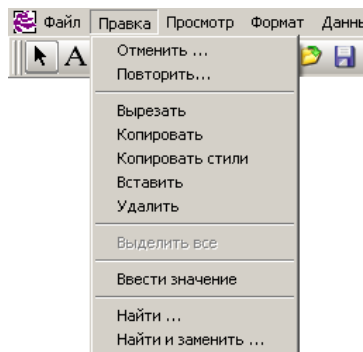 Файл Правка Просмотр Формат Данн
A
Отменить ...
Повторить...
Вырезать
Копировать
Копировать стили
Вставить
Удалить
Выделить все
Ввести значение
Найти ...
Найти и заменить ...